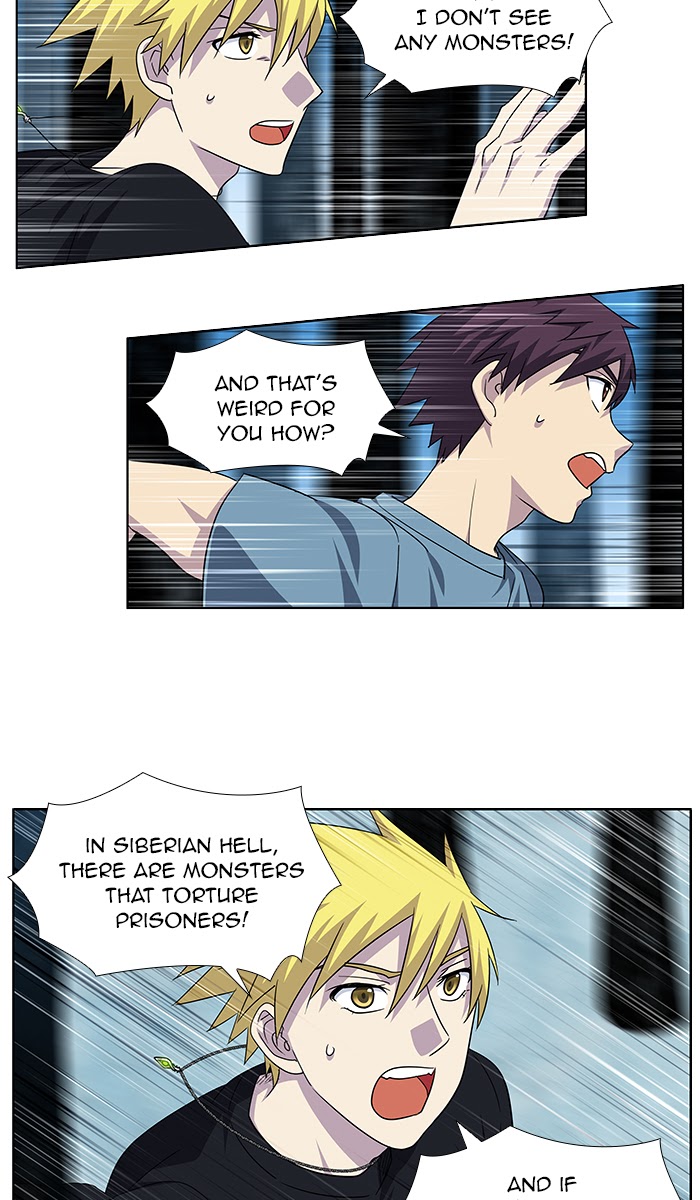 I DON'T SEE
ANY MONSTERS!
AND THAT'S
WEIRD FOR
YOU HOW?
IN SIBERIAN HELL,
THERE ARE MONSTERS
THAT TORTURE
PRISONERS!
AND IF